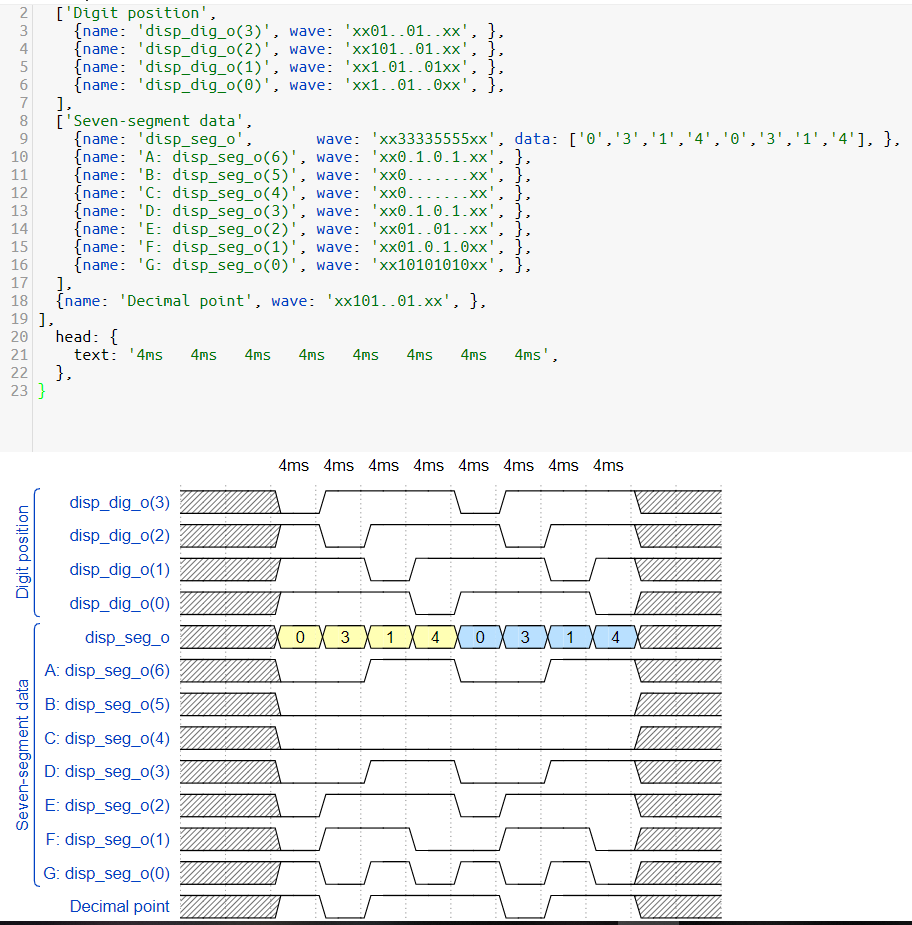 2 ['Digit position',
3 {name: 'disp_dig_o(3)', wave: 'xx01..01..xx', },
4 {name: 'disp_dig_o(2)', wave: 'xx101..01.xx', },
5 {name: 'disp_dig_o(1)', wave: 'xx1.01..01xx', },
6 {name: 'disp_dig_o(0)', wave: 'xx1..01..0xx', },
7 ],
8 ['Seven-segment data',
9 {name: 'disp_seg_o', wave: 'xx33335555xx', data: ['0','3','1','4','0','3','1','4'], },
10 {name: 'A: disp_seg_o(6)', wave: 'xx0.1.0.1.xx', },
11 {name: 'B: disp_seg_o(5)', wave: 'xx0.......xx', },
12 {name: 'C: disp_seg_o(4)', wave: 'xx0.......xx', },
13 {name: 'D: disp_seg_o(3)', wave: 'xx0.1.0.1.xx', },
14 {name: 'E: disp_seg_o(2)', wave: 'xx01..01..xx', },
15 {name: 'F: disp_seg_o(1)', wave: 'xx01.0.1.0xx', },
16 {name: 'G: disp_seg_o(0)', wave: 'xx10101010xx', },
17 ],
18 {name: 'Decimal point', wave: 'xx101..01.xx', },
19 ],
20 head: {
21 text: '4ms   4ms   4ms   4ms   4ms   4ms   4ms   4ms',
22 },
23 }
4ms 4ms 4ms 4ms 4ms 4ms 4ms 4ms
Digit position
disp_dig_o(3)
disp_dig_o(2)
disp_dig_o(1)
disp_dig_o(0)
Seven-segment data
disp_seg_o 0 3 1 4 0 3 1 4
A: disp_seg_o(6)
B: disp_seg_o(5)
C: disp_seg_o(4)
D: disp_seg_o(3)
E: disp_seg_o(2)
F: disp_seg_o(1)
G: disp_seg_o(0)
Decimal point